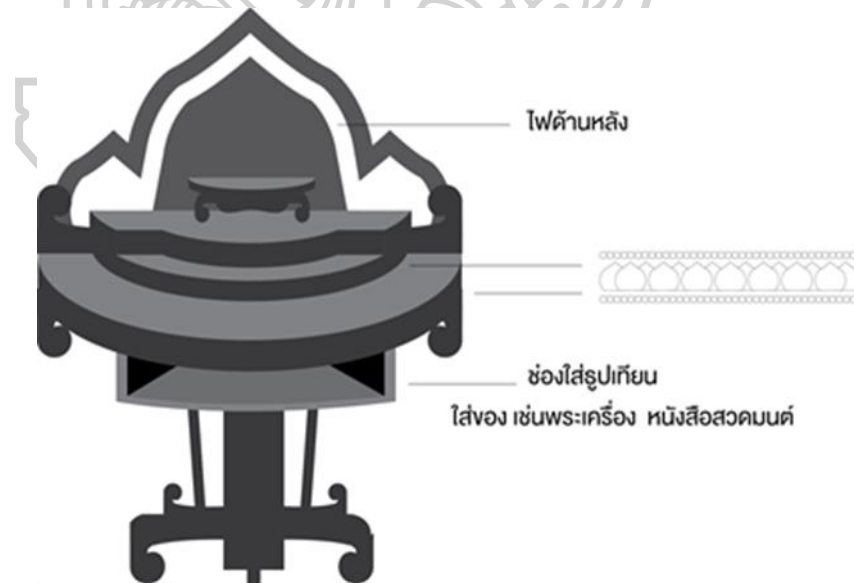 ไฟด้านหลัง
ช่องใส่ธูปเทียน
ใส่ของ เช่นพระเครื่อง หนังสือสวดมนต์